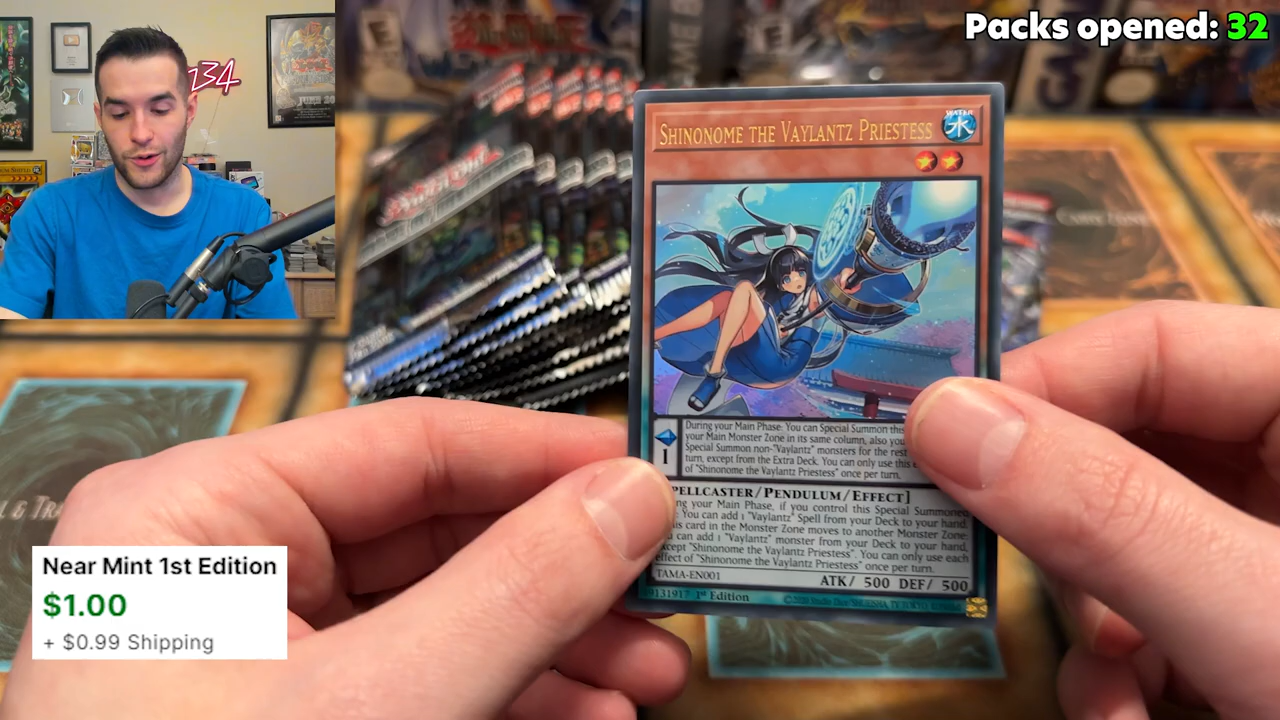 Packs opened: 32
234
SHINONOME THE VAYLANTZ PRIESTESS
WATER
水
During your Main Phase: You can Special Summon this
your Main Monster Zone in its same column, also you
Special Summon non-"Vaylantz" monsters for the rest
turn, except from the Extra Deck. You can only use this
of "Shinonome the Vaylantz Priestess" once per turn.
1
PELLCASTER/PENDULUM/EFFECT]
ng your Main Phase, if you control this Special Summoned
You can add 1 "Vaylantz" Spell from your Deck to your hand.
is card in the Monster Zone moves to another Monster Zone:
can add 1 "Vaylantz" monster from your Deck to your hand,
xcept "Shinonome the Vaylantz Priestess". You can only use each
effect of "Shinonome the Vaylantz Priestess" once per turn.
TAMA-EN001
ATK/ 500 DEF/ 500
9131917 1st Edition
Near Mint 1st Edition
$1.00
+ $0.99 Shipping